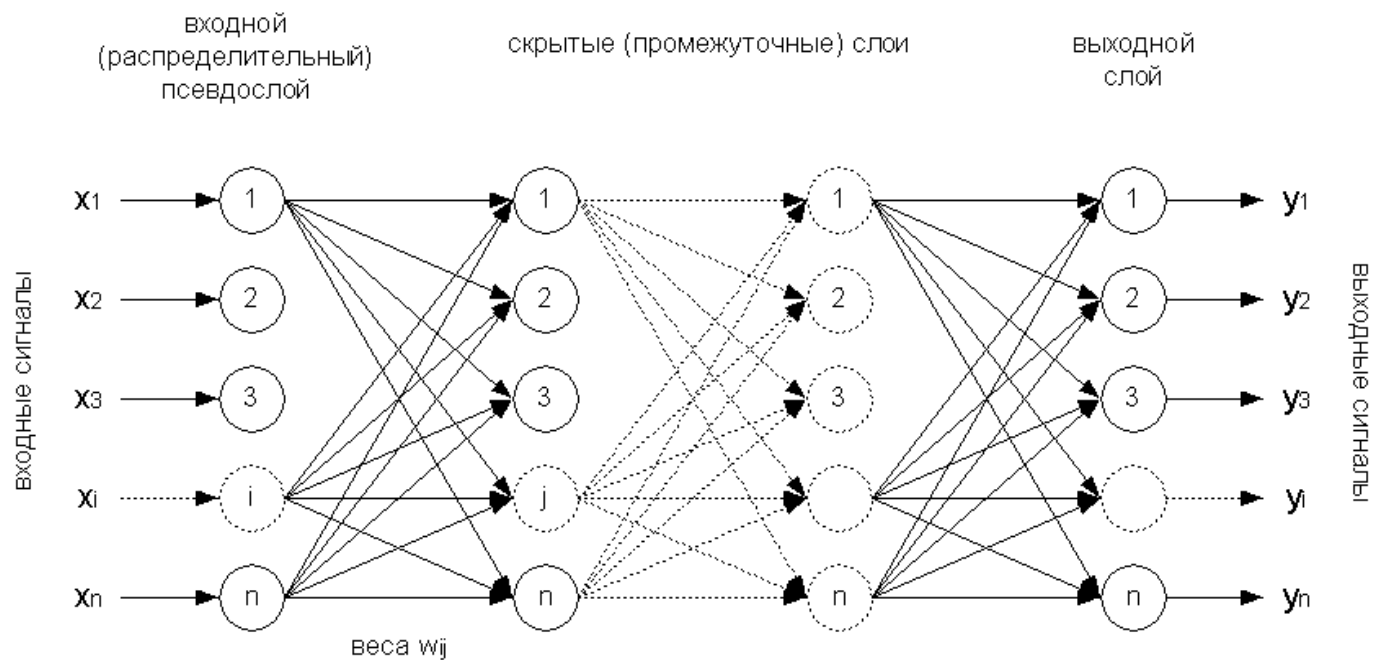 входной
(распределительный)
псевдослой
скрытые (промежуточные) слои
выходной
слой
входные сигналы
x1 1 1 1 1 y1
x2 2 2 2 2 y2
x3 3 3 3 3 y3
xi i j yi
xn n n n n yn
выходные сигналы
веса wij